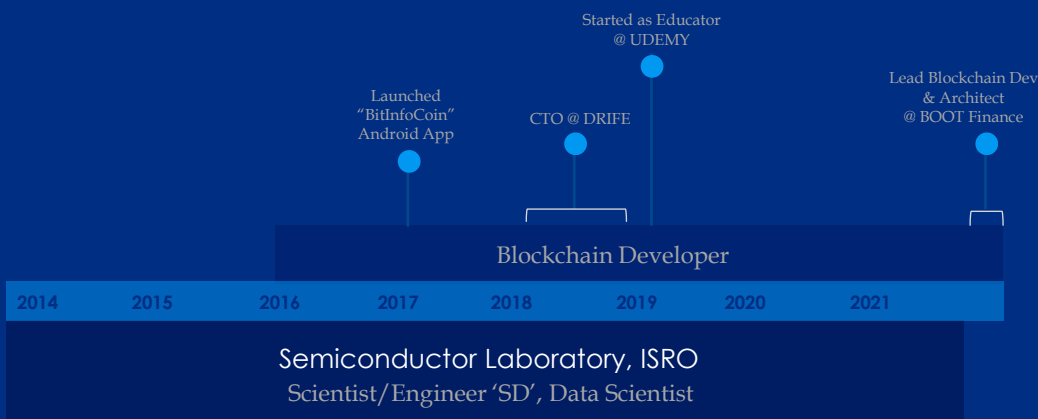 Started as Educator
@ UDEMY
Launched
“BitInfoCoin”
Android App
CTO @ DRIFE
Lead Blockchain Dev
& Architect
@ BOOT Finance
Blockchain Developer
2014 2015 2016 2017 2018 2019 2020 2021
Semiconductor Laboratory, ISRO
Scientist/Engineer ‘SD’, Data Scientist